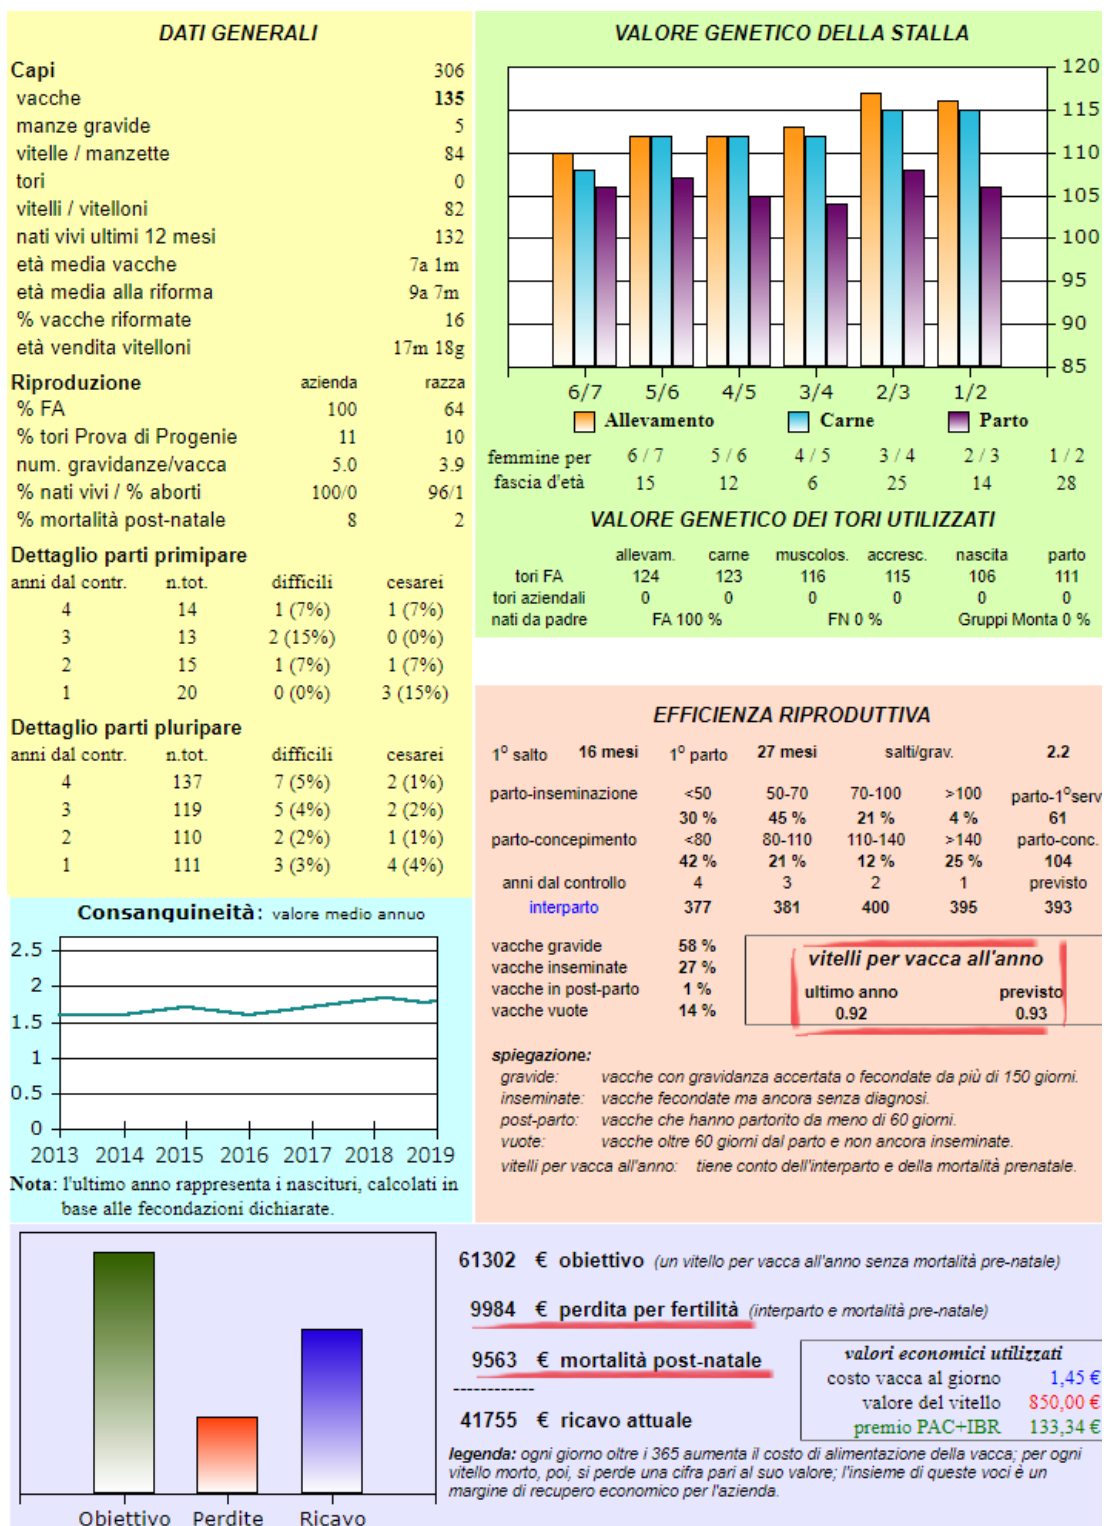 DATI GENERALI
Capi 306
vacche 135
manze gravide 5
vitelle / manzette 84
tori 0
vitelli / vitelloni 82
nati vivi ultimi 12 mesi 132
età media vacche 7a 1m
età media alla riforma 9a 7m
% vacche riformate 16
età vendita vitelloni 17m 18g
Riproduzione azienda razza
% FA 100 64
% tori Prova di Progenie 11 10
num. gravidanze/vacca 5.0 3.9
% nati vivi / % aborti 100/0 96/1
% mortalità post-natale 8 2
Dettaglio parti primipare
anni dal contr. n.tot. difficili cesarei
4 14 1 (7%) 1 (7%)
3 13 2 (15%) 0 (0%)
2 15 1 (7%) 1 (7%)
1 20 0 (0%) 3 (15%)
Dettaglio parti pluripare
anni dal contr. n.tot. difficili cesarei
4 137 7 (5%) 2 (1%)
3 119 5 (4%) 2 (2%)
2 110 2 (2%) 1 (1%)
1 111 3 (3%) 4 (4%)
VALORE GENETICO DELLA STALLA
120
115
110
105
100
95
90
85
6/7 5/6 4/5 3/4 2/3 1/2
Allevamento Carne Parto
femmine per 6 / 7 5 / 6 4 / 5 3 / 4 2 / 3 1 / 2
fascia d'età 15 12 6 25 14 28
VALORE GENETICO DEI TORI UTILIZZATI
allevam. carne muscolos. accresc. nascita parto
tori FA 124 123 116 115 106 111
tori aziendali 0 0 0 0 0 0
nati da padre FA 100 % FN 0 % Gruppi Monta 0 %
EFFICIENZA RIPRODUTTIVA
1° salto 16 mesi 1° parto 27 mesi salti/grav. 2.2
parto-inseminazione <50 50-70 70-100 >100 parto-1°serv
30 % 45 % 21 % 4 % 61
parto-concepimento <80 80-110 110-140 >140 parto-conc.
42 % 21 % 12 % 25 % 104
anni dal controllo 4 3 2 1 previsto
interparto 377 381 400 395 393
vacche gravide 58 %
vacche inseminate 27 %
vacche in post-parto 1 %
vacche vuote 14 %
vitelli per vacca all'anno
ultimo anno previsto
0.92 0.93
spiegazione:
gravide: vacche con gravidanza accertata o fecondate da più di 150 giorni.
inseminate: vacche fecondate ma ancora senza diagnosi.
post-parto: vacche che hanno partorito da meno di 60 giorni.
vuote: vacche oltre 60 giorni dal parto e non ancora inseminate.
vitelli per vacca all'anno: tiene conto dell'interparto e della mortalità prenatale.
Consanguineità: valore medio annuo
2.5
2
1.5
1
0.5
0
2013 2014 2015 2016 2017 2018 2019
Nota: l'ultimo anno rappresenta i nascituri, calcolati in
base alle fecondazioni dichiarate.
Obiettivo Perdite Ricavo
61302 € obiettivo (un vitello per vacca all'anno senza mortalità pre-natale)
9984 € perdita per fertilità (interparto e mortalità pre-natale)
9563 € mortalità post-natale
------------
41755 € ricavo attuale
valori economici utilizzati
costo vacca al giorno 1,45 €
valore del vitello 850,00 €
premio PAC+IBR 133,34 €
legenda: ogni giorno oltre i 365 aumenta il costo di alimentazione della vacca; per ogni
vitello morto, poi, si perde una cifra pari al suo valore; l'insieme di queste voci è un
margine di recupero economico per l'azienda.